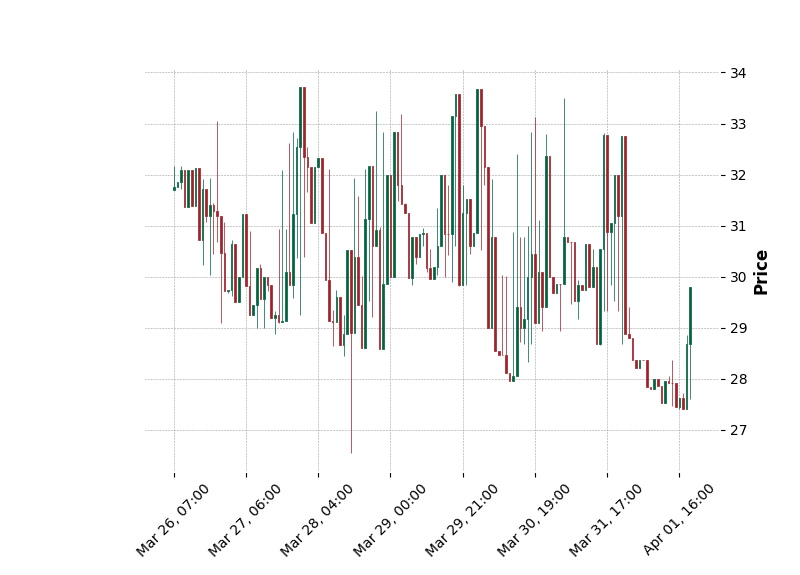 34
33
32
31
30
29
28
27
Price
Mar 26, 07:00
Mar 27, 06:00
Mar 28, 04:00
Mar 29, 00:00
Mar 29, 21:00
Mar 30, 19:00
Mar 31, 17:00
Apr 01, 16:00